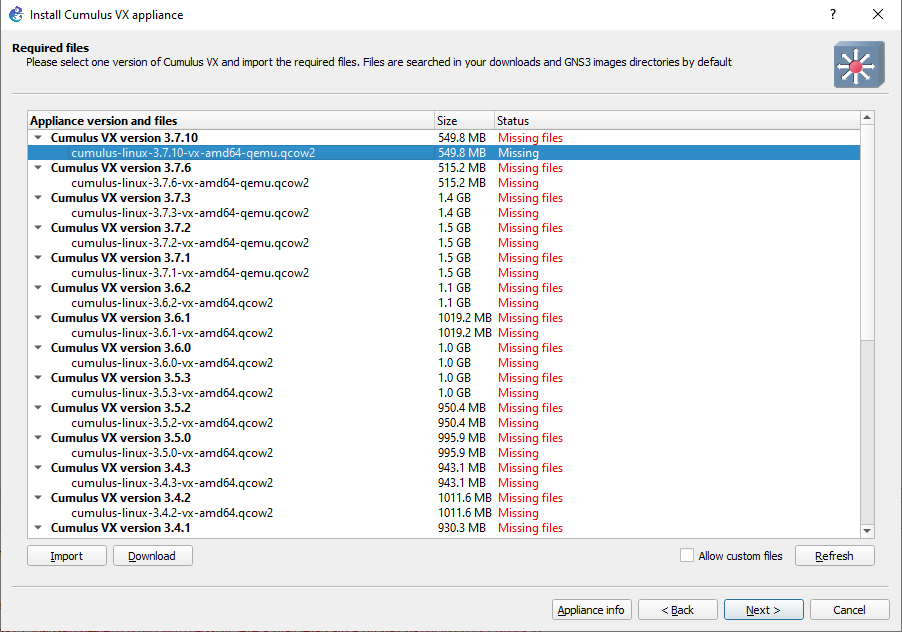 Install Cumulus VX appliance
Required files
Please select one version of Cumulus VX and import the required files. Files are searched in your downloads and GNS3 images directories by default
Appliance version and files Size Status
Cumulus VX version 3.7.10 549.8 MB Missing files
cumulus-linux-3.7.10-vx-amd64-qemu.qcow2 549.8 MB Missing
Cumulus VX version 3.7.6 515.2 MB Missing files
cumulus-linux-3.7.6-vx-amd64-qemu.qcow2 515.2 MB Missing
Cumulus VX version 3.7.3 1.4 GB Missing files
cumulus-linux-3.7.3-vx-amd64-qemu.qcow2 1.4 GB Missing
Cumulus VX version 3.7.2 1.5 GB Missing files
cumulus-linux-3.7.2-vx-amd64-qemu.qcow2 1.5 GB Missing
Cumulus VX version 3.7.1 1.5 GB Missing files
cumulus-linux-3.7.1-vx-amd64-qemu.qcow2 1.5 GB Missing
Cumulus VX version 3.6.2 1.1 GB Missing files
cumulus-linux-3.6.2-vx-amd64.qcow2 1.1 GB Missing
Cumulus VX version 3.6.1 1019.2 MB Missing files
cumulus-linux-3.6.1-vx-amd64.qcow2 1019.2 MB Missing
Cumulus VX version 3.6.0 1.0 GB Missing files
cumulus-linux-3.6.0-vx-amd64.qcow2 1.0 GB Missing
Cumulus VX version 3.5.3 1.0 GB Missing files
cumulus-linux-3.5.3-vx-amd64.qcow2 1.0 GB Missing
Cumulus VX version 3.5.2 950.4 MB Missing files
cumulus-linux-3.5.2-vx-amd64.qcow2 950.4 MB Missing
Cumulus VX version 3.5.0 995.9 MB Missing files
cumulus-linux-3.5.0-vx-amd64.qcow2 995.9 MB Missing
Cumulus VX version 3.4.3 943.1 MB Missing files
cumulus-linux-3.4.3-vx-amd64.qcow2 943.1 MB Missing
Cumulus VX version 3.4.2 1011.6 MB Missing files
cumulus-linux-3.4.2-vx-amd64.qcow2 1011.6 MB Missing
Cumulus VX version 3.4.1 930.3 MB Missing files
Import Download Allow custom files Refresh
Appliance info < Back Next > Cancel